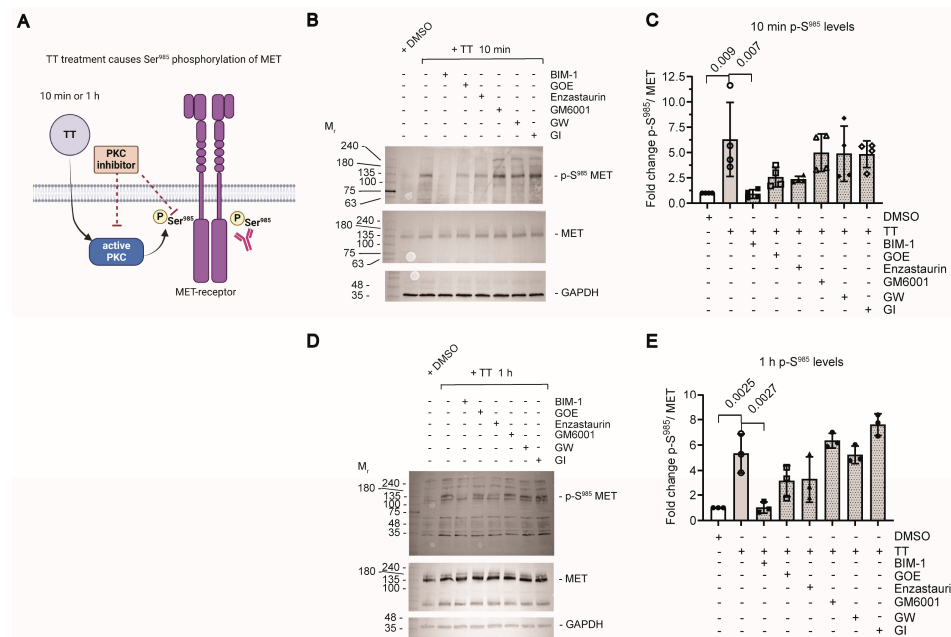 A
TT treatment causes Ser985 phosphorylation of MET
10 min or 1 h
TT
PKC
inhibitor
P
Ser985
P
Ser985
active
PKC
MET-receptor
B
+ DMSO
+ TT 10 min
- - - - - - - - BIM-1
- - + - - - - - GOE
- - - + - - - - Enzastaurin
- - - - + - - - GM6001
- - - - - + - - GW
- - - - - - + - GI
+
Mr
240
180
135
100
75
63
- p-S985 MET
240
180
135
100
75
63
- MET
48 -
35 -
- GAPDH
C
10 min p-S985 levels
0.009
0.007
Fold change p-S985/ MET
12.5
10.0
7.5
5.0
2.5
0.0
+ - - - - - - - DMSO
- + + + + + + + TT
- - + - - - - - BIM-1
- - - + - - - - GOE
- - - - + - - - Enzastaurin
- - - - - + - - GM6001
- - - - - - + - GW
- - - - - - - + GI
D
+ DMSO
+ TT 1 h
BIM-1
GOE
Enzastaurin
GM6001
GW
GI
Mr
240 -
180
135 -
100 -
75 -
48 -
35 -
- p-S985 MET
240 -
180
135 -
100 -
- MET
48 -
35 -
- GAPDH
E
1 h p-S985 levels
0.0025
0.0027
Fold change p-S985/ MET
10
8
6
4
2
0
+ - - - - - - - DMSO
- + + + + + + + TT
- - + - - - - - BIM-1
- - - + - - - - GOE
- - - - + - - - Enzastaurin
- - - - - + - - GM6001
- - - - - - + - GW
- - - - - - - + GI